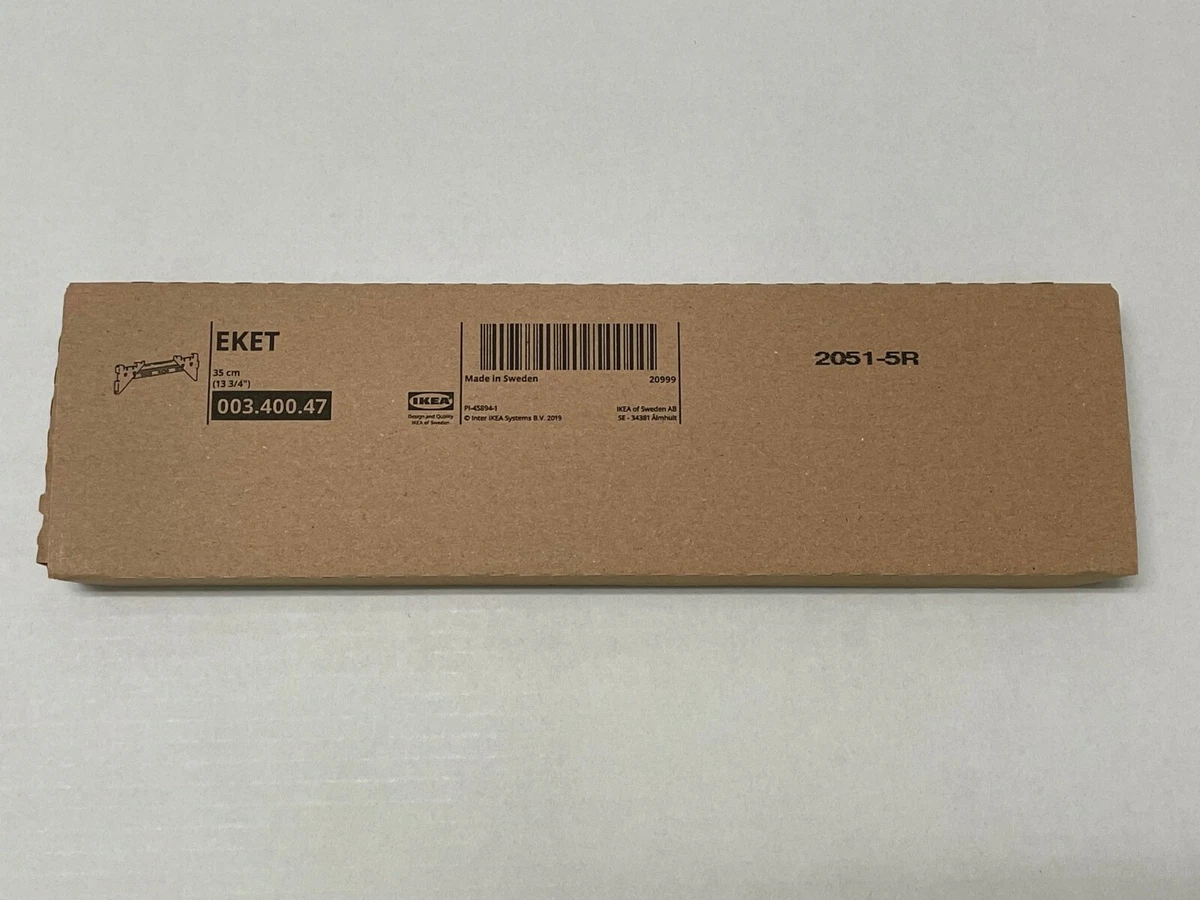 EKET
35 cm
(13 3/4")
003.400.47
IKEA
Design and Quality
IKEA of Sweden
Made in Sweden
20999
PI-45894-1
© Inter IKEA Systems B.V. 2019
IKEA of Sweden AB
SE - 34381 Älmhult
2051-5R